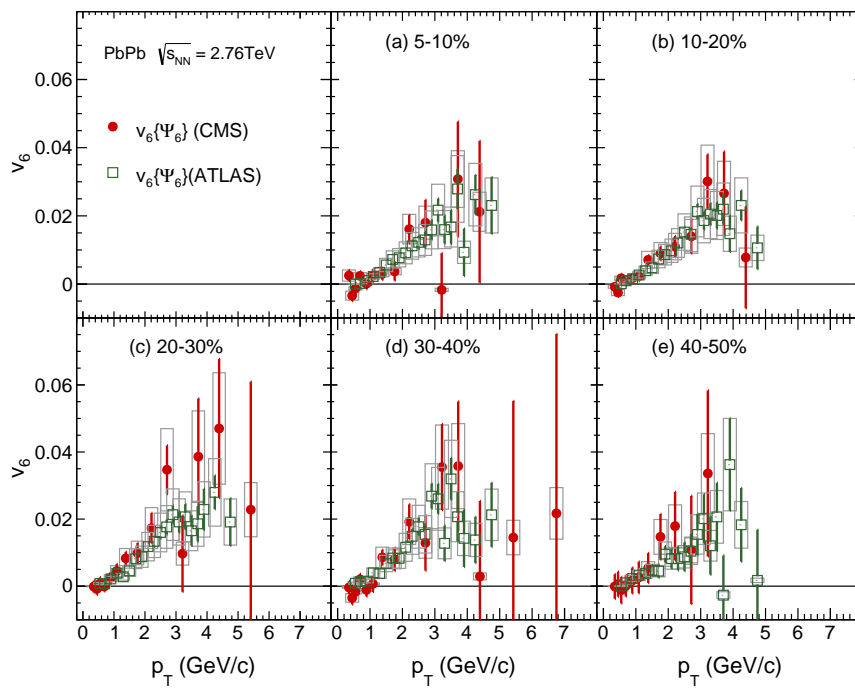 PbPb √s_NN = 2.76TeV
v_6{Ψ_6} (CMS)
v_6{Ψ_6}(ATLAS)
(a) 5-10%
(b) 10-20%
v_6
0.06
0.04
0.02
0
(c) 20-30%
(d) 30-40%
(e) 40-50%
v_6
0.06
0.04
0.02
0
0 1 2 3 4 5 6 7 0 1 2 3 4 5 6 7 0 1 2 3 4 5 6 7
p_T (GeV/c) p_T (GeV/c) p_T (GeV/c)